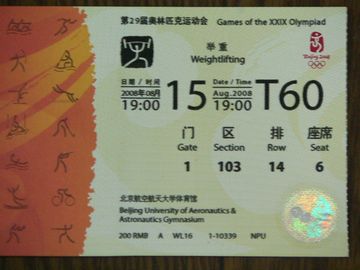 第29届奥林匹克运动会 Games of the XXIX Olympiad
举重
Weightlifting
Beijing 2008
日期 / 时间 15 Date / Time T60
2008年08月 Aug.2008
19:00 19:00
门 区 排 座席
Gate Section Row Seat
1 103 14 6
北京航空航天大学体育馆
Beijing University of Aeronautics &
Astronautics Gymnasium
200 RMB A WL16 1-10339 NPU